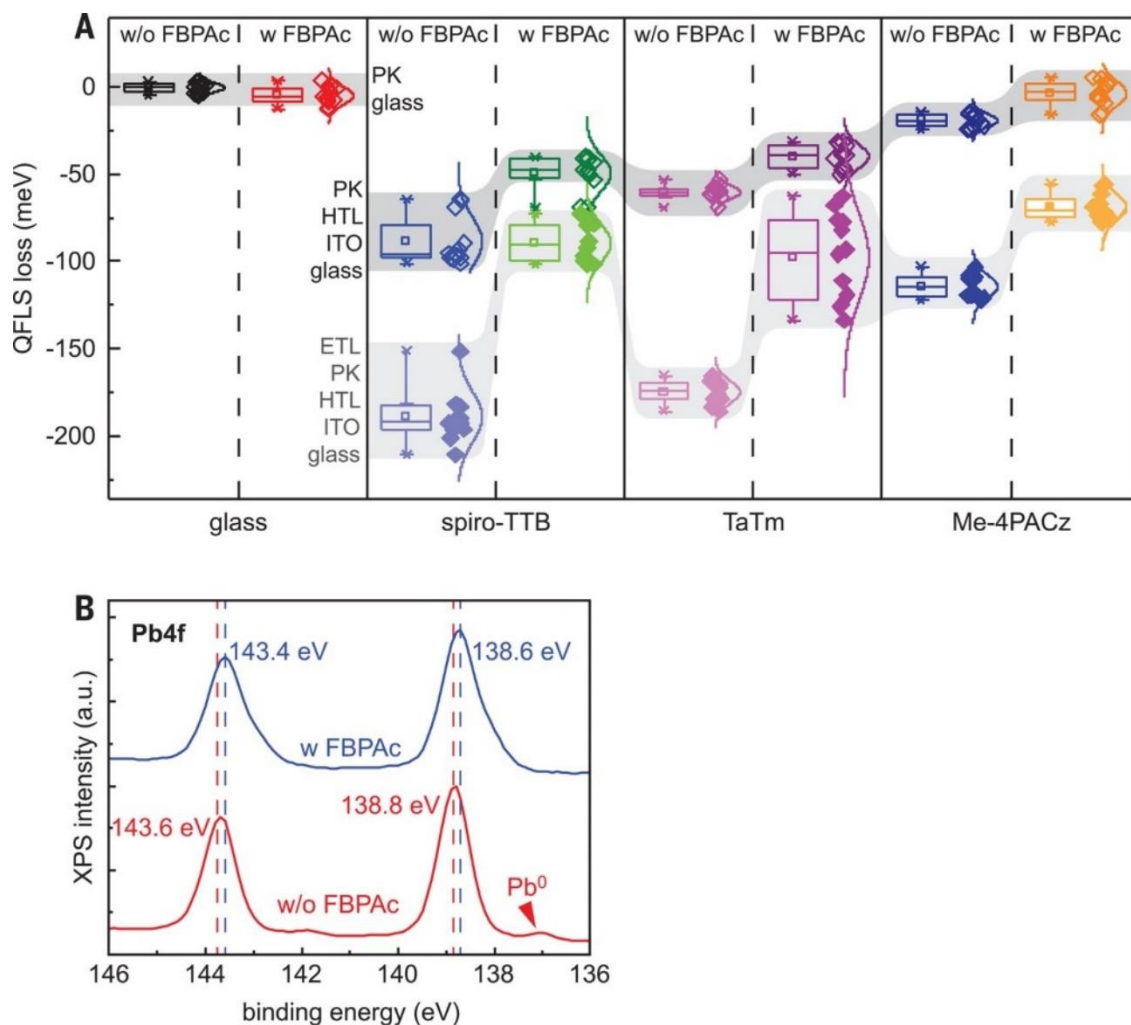 A
w/o FBPAc w FBPAc w/o FBPAc w FBPAc w/o FBPAc w FBPAc w/o FBPAc w FBPAc
QFLS loss (meV)
0
-50
-100
-150
-200
PK
glass
PK
HTL
ITO
glass
ETL
PK
HTL
ITO
glass
glass spiro-TTB TaTm Me-4PACz
B
Pb4f
143.4 eV 138.6 eV
w FBPAc
143.6 eV 138.8 eV
w/o FBPAc
Pb⁰
XPS intensity (a.u.)
146 144 142 140 138 136
binding energy (eV)